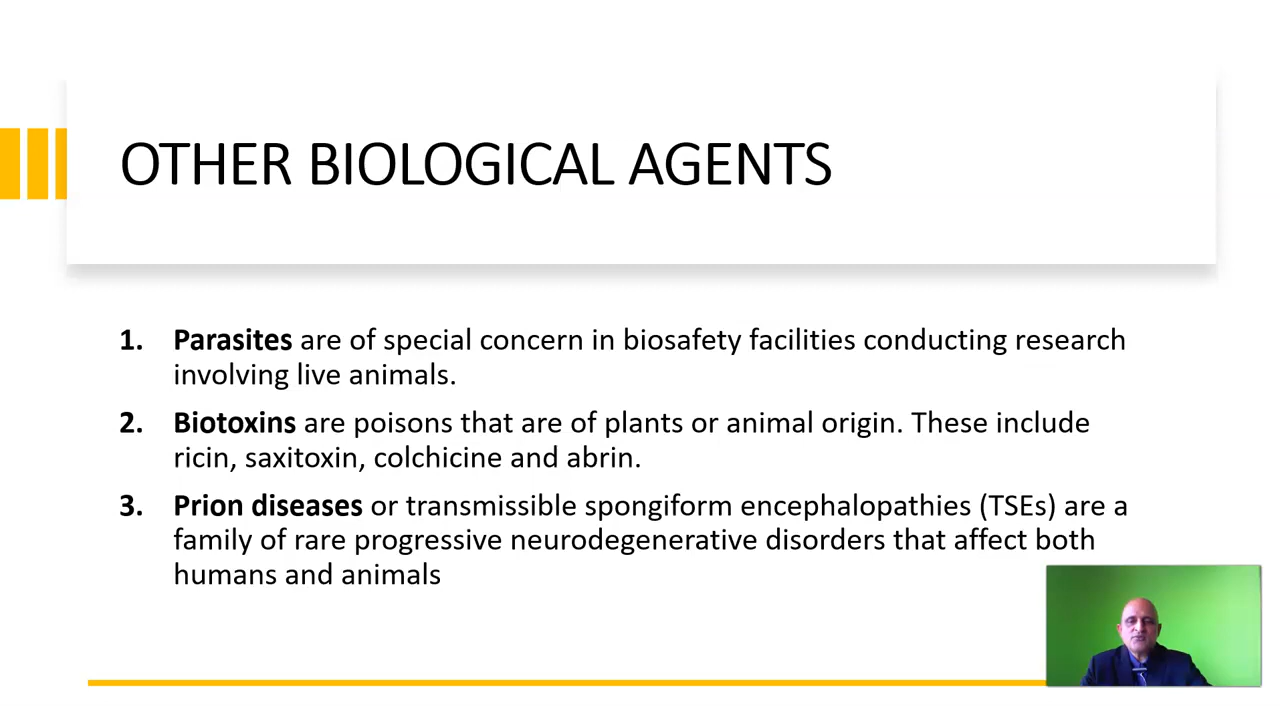 OTHER BIOLOGICAL AGENTS
1. Parasites are of special concern in biosafety facilities conducting research
involving live animals.
2. Biotoxins are poisons that are of plants or animal origin. These include
ricin, saxitoxin, colchicine and abrin.
3. Prion diseases or transmissible spongiform encephalopathies (TSEs) are a
family of rare progressive neurodegenerative disorders that affect both
humans and animals